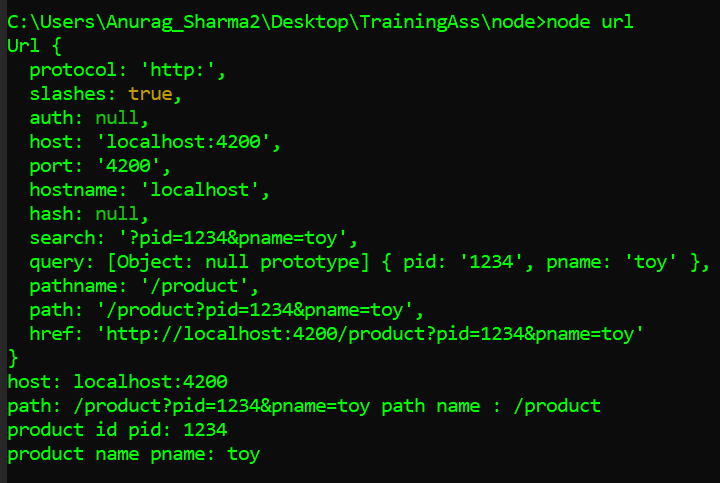 C:\Users\Anurag_Sharma2\Desktop\TrainingAss\node>node url
Url {
  protocol: 'http:',
  slashes: true,
  auth: null,
  host: 'localhost:4200',
  port: '4200',
  hostname: 'localhost',
  hash: null,
  search: '?pid=1234&pname=toy',
  query: [Object: null prototype] { pid: '1234', pname: 'toy' },
  pathname: '/product',
  path: '/product?pid=1234&pname=toy',
  href: 'http://localhost:4200/product?pid=1234&pname=toy'
}
host: localhost:4200
path: /product?pid=1234&pname=toy path name : /product
product id pid: 1234
product name pname: toy